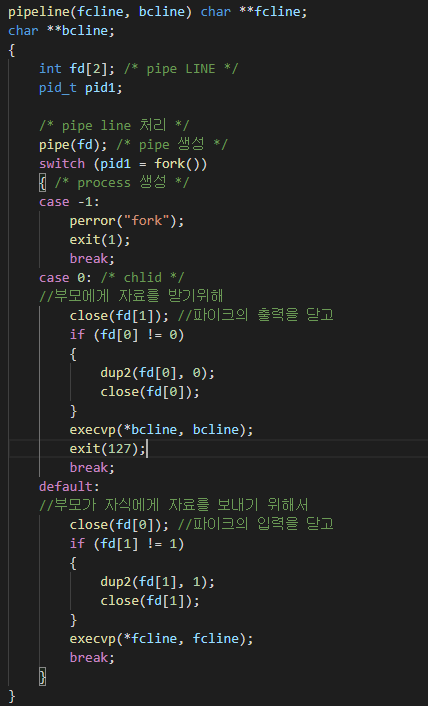 pipeline(fcline, bcline) char **fcline;
char **bcline;
{
    int fd[2]; /* pipe LINE */
    pid_t pid1;

    /* pipe line 처리 */
    pipe(fd); /* pipe 생성 */
    switch (pid1 = fork())
    { /* process 생성 */
    case -1:
        perror("fork");
        exit(1);
        break;
    case 0: /* chlid */
    //부모에게 자료를 받기위해
        close(fd[1]); //파이크의 출력을 닫고
        if (fd[0] != 0)
        {
            dup2(fd[0], 0);
            close(fd[0]);
        }
        execvp(*bcline, bcline);
        exit(127);
        break;
    default:
    //부모가 자식에게 자료를 보내기 위해서
        close(fd[0]); //파이크의 입력을 닫고
        if (fd[1] != 1)
        {
            dup2(fd[1], 1);
            close(fd[1]);
        }
        execvp(*fcline, fcline);
        break;
    }
}